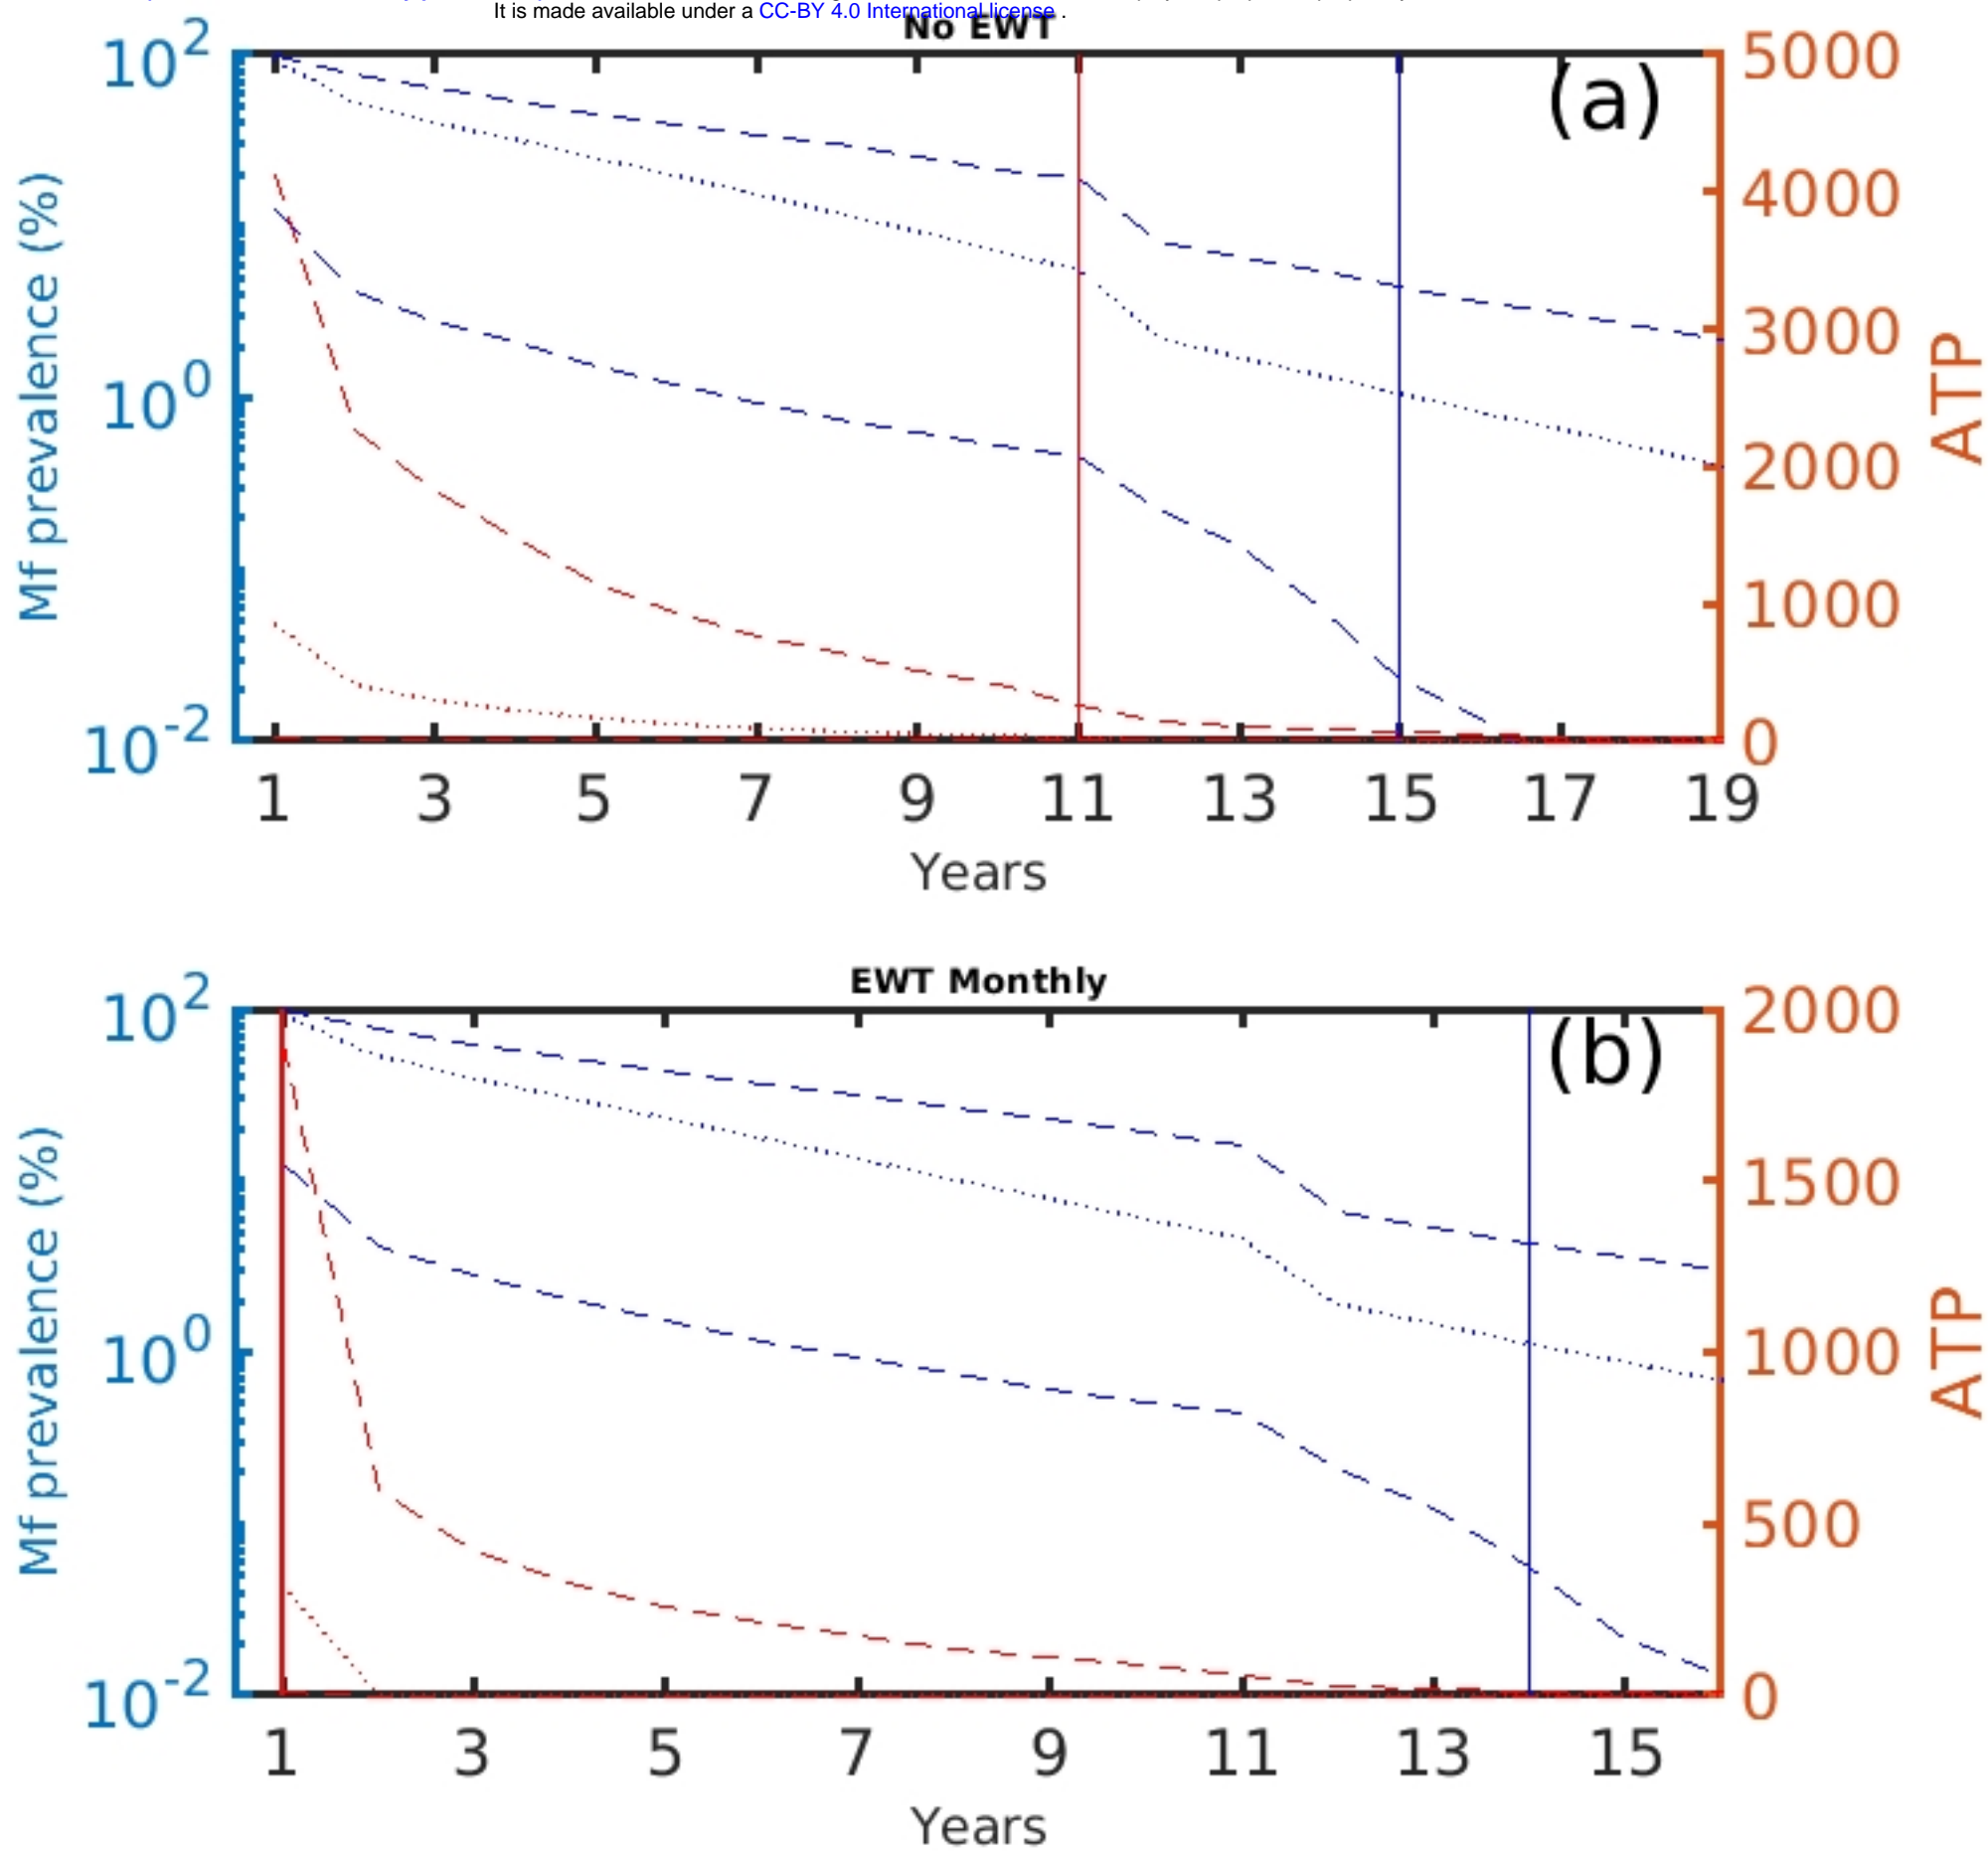 It is made available under a CC-BY 4.0 International license .
No EWT
(a)
10^2
10^0
10^-2
Mf prevalence (%)
5000
4000
3000
2000
1000
0
ATP
1 3 5 7 9 11 13 15 17 19
Years
EWT Monthly
(b)
10^2
10^0
10^-2
Mf prevalence (%)
2000
1500
1000
500
0
ATP
1 3 5 7 9 11 13 15
Years